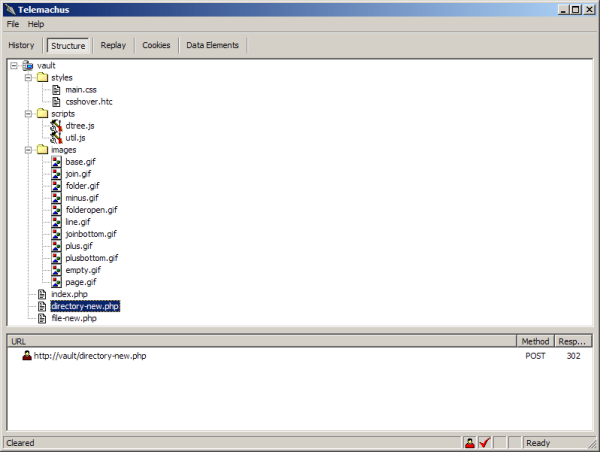 Telemachus
File Help
History Structure Replay Cookies Data Elements
vault
styles
main.css
csshover.htc
scripts
dtree.js
util.js
images
base.gif
join.gif
folder.gif
minus.gif
folderopen.gif
line.gif
joinbottom.gif
plus.gif
plusbottom.gif
empty.gif
page.gif
index.php
directory-new.php
file-new.php
URL Method Resp...
http://vault/directory-new.php POST 302
Cleared Ready